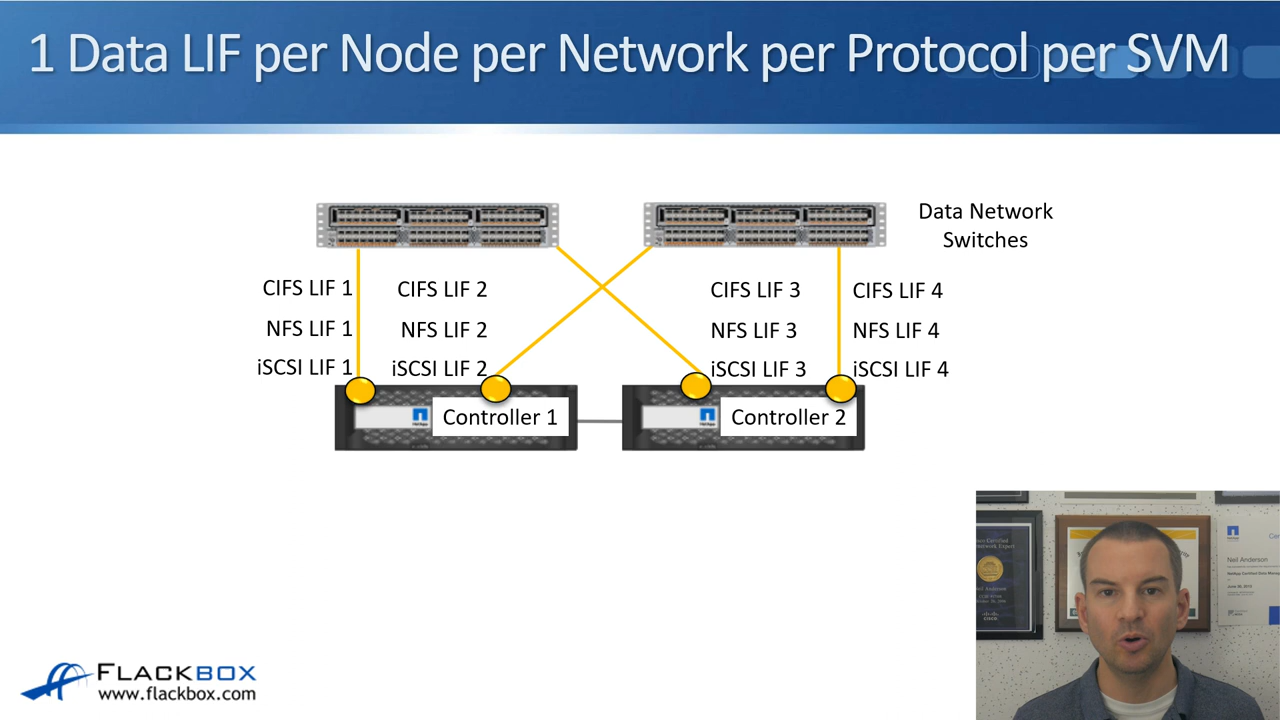 1 Data LIF per Node per Network per Protocol per SVM
Data Network
Switches
CIFS LIF 1
CIFS LIF 2
CIFS LIF 3
CIFS LIF 4
NFS LIF 1
NFS LIF 2
NFS LIF 3
NFS LIF 4
iSCSI LIF 1
iSCSI LIF 2
iSCSI LIF 3
iSCSI LIF 4
Controller 1
Controller 2
Neil Anderson
FLACKBOX
www.flackbox.com